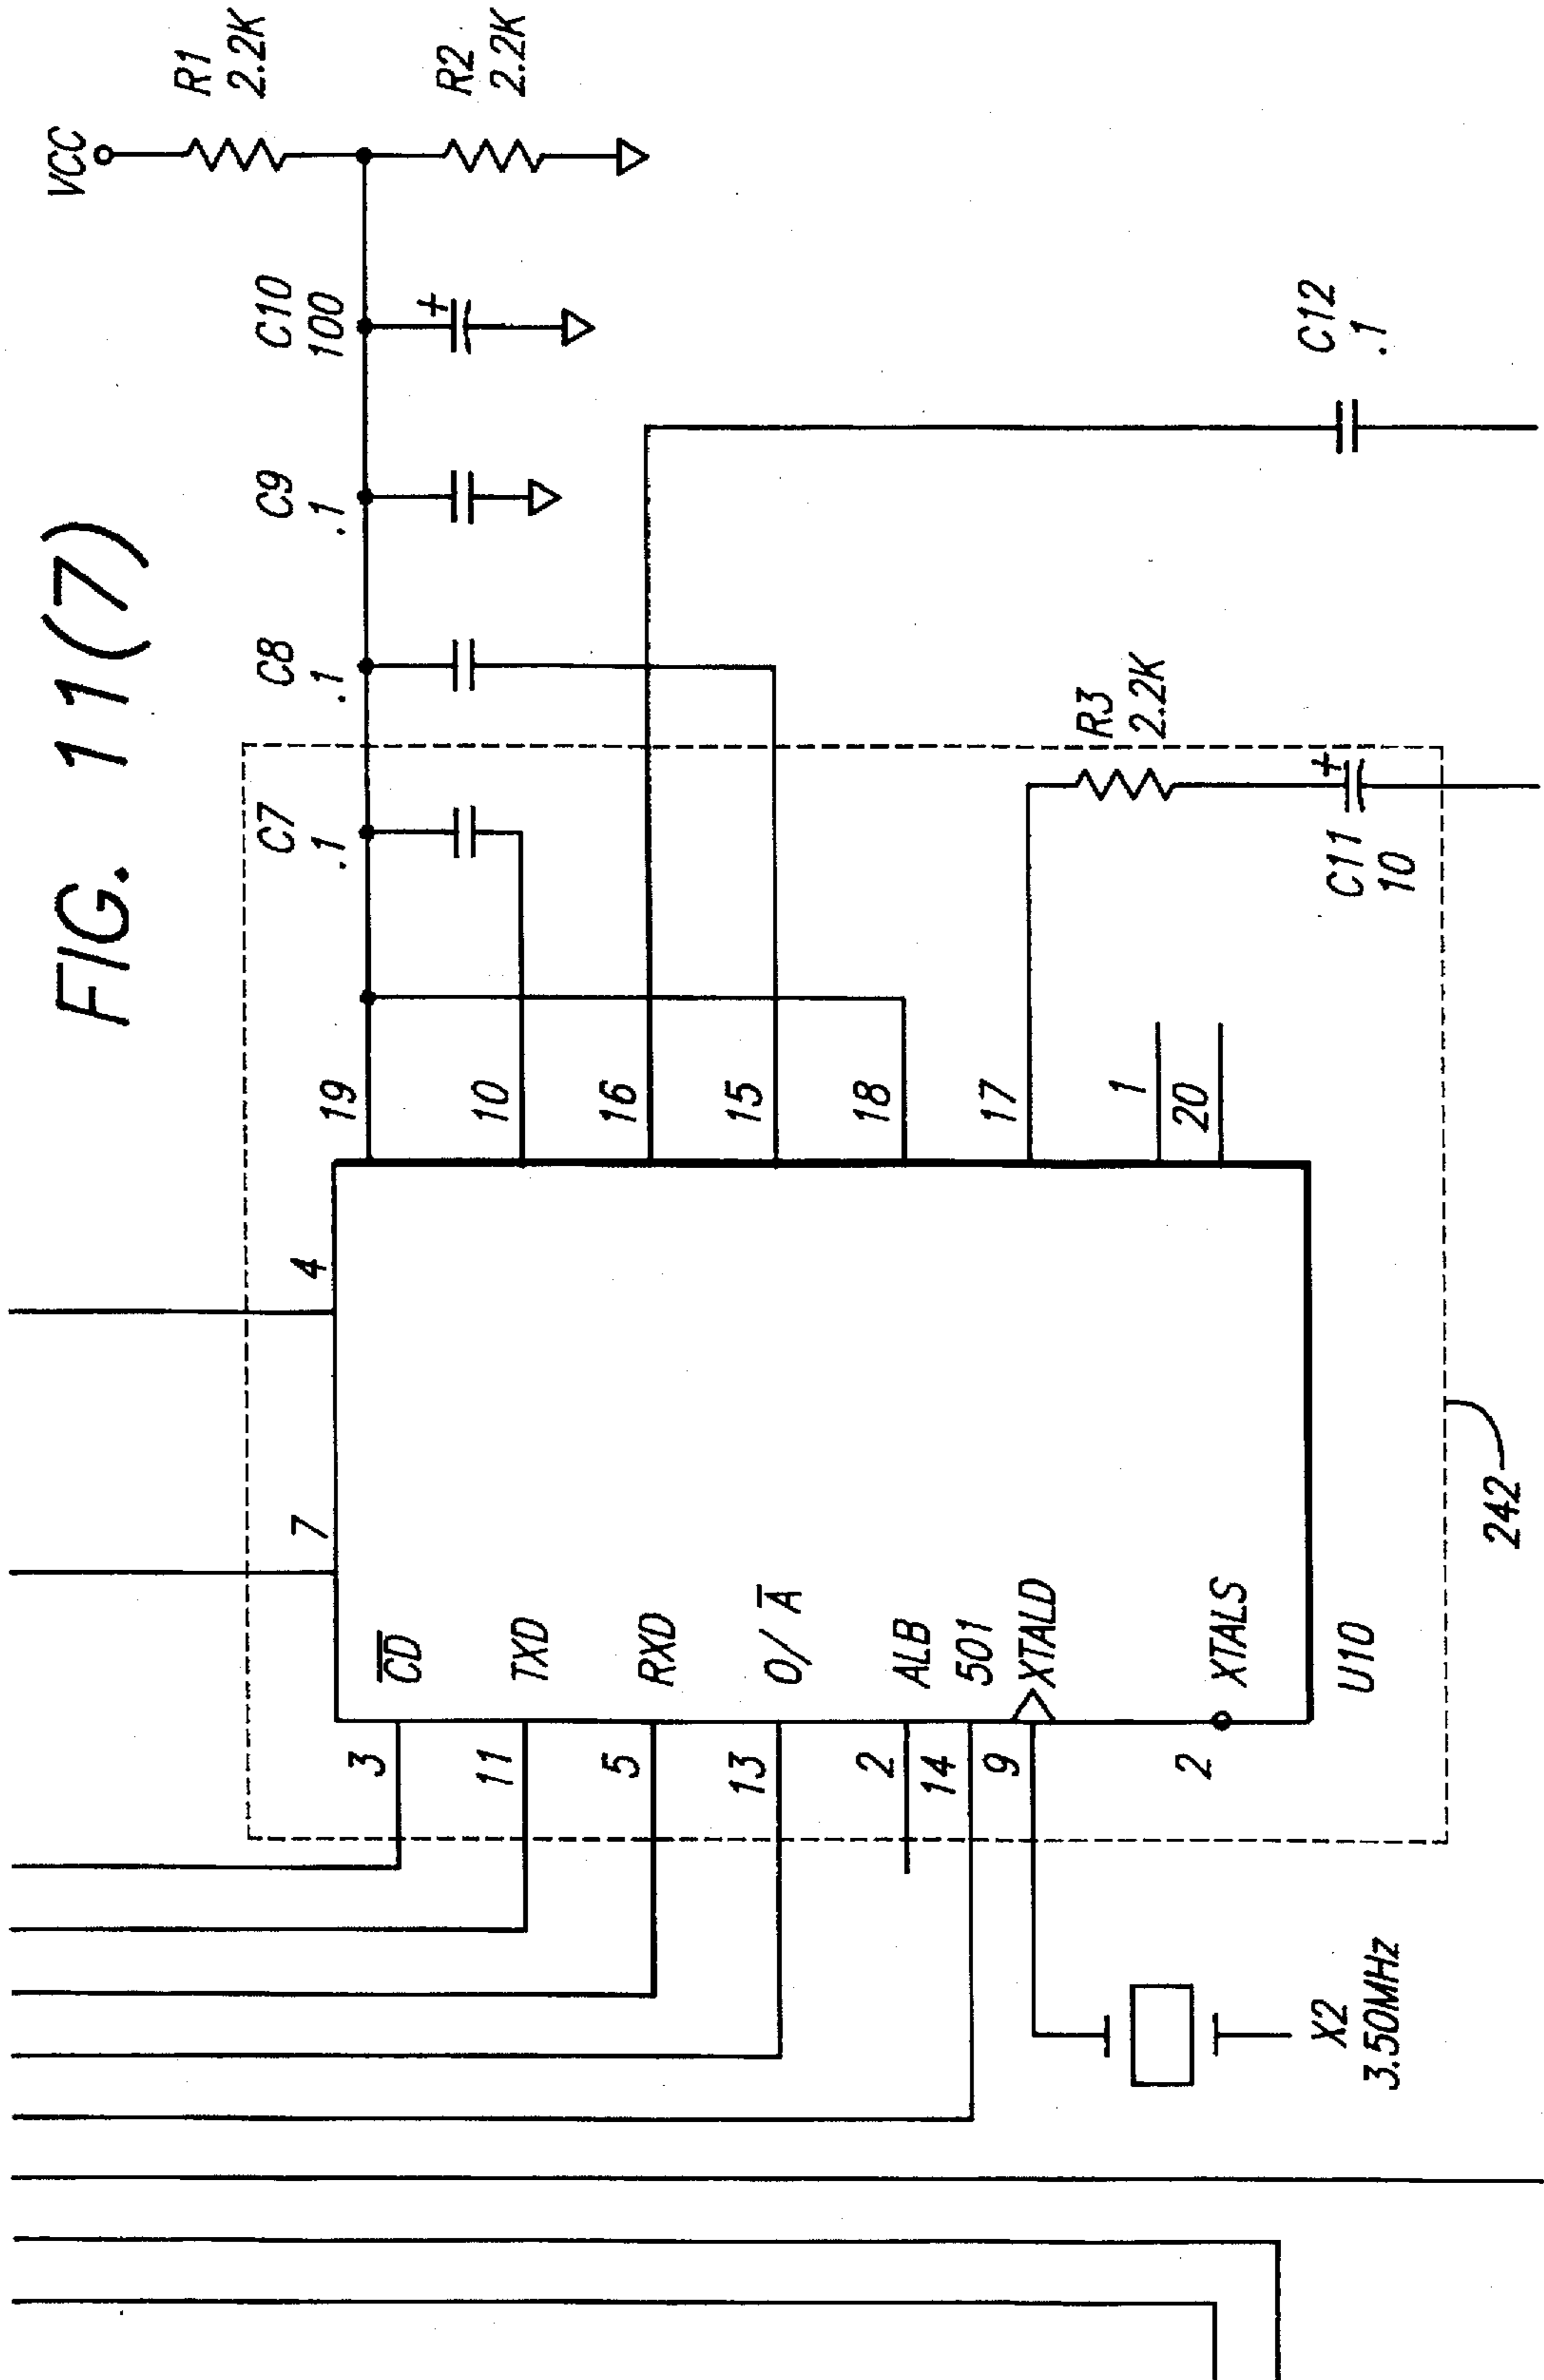 FIG. 11(7)
VCC
R1
2.2K
R2
2.2K
C10
100
C9
.1
C8
.1
C7
.1
C12
.1
R3
2.2K
C11
10
19
10
16
15
18
17
1
20
4
7
C̅D̅
TXD
RXD
O/ A̅
ALB
501
XTALD
XTALS
U10
3
11
5
13
2
14
9
2
X2
3.50MHz
242